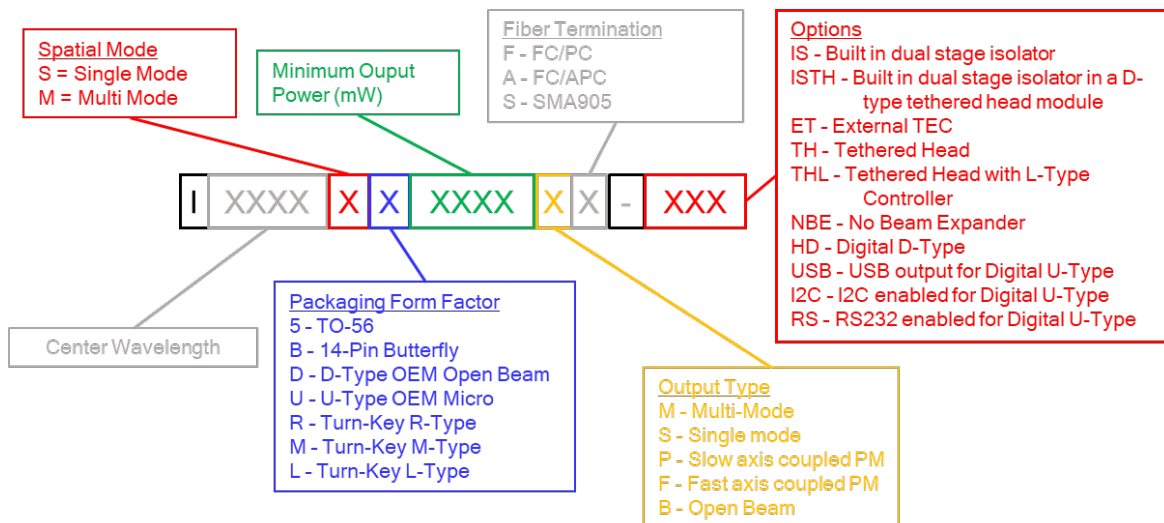 Spatial Mode
S = Single Mode
M = Multi Mode
Minimum Ouput
Power (mW)
Fiber Termination
F - FC/PC
A - FC/APC
S - SMA905
Options
IS - Built in dual stage isolator
ISTH - Built in dual stage isolator in a D-
type tethered head module
ET - External TEC
TH - Tethered Head
THL - Tethered Head with L-Type
Controller
NBE - No Beam Expander
HD - Digital D-Type
USB - USB output for Digital U-Type
I2C - I2C enabled for Digital U-Type
RS - RS232 enabled for Digital U-Type
I XXXX X X XXXX X X - XXX
Center Wavelength
Packaging Form Factor
5 - TO-56
B - 14-Pin Butterfly
D - D-Type OEM Open Beam
U - U-Type OEM Micro
R - Turn-Key R-Type
M - Turn-Key M-Type
L - Turn-Key L-Type
Output Type
M - Multi-Mode
S - Single mode
P - Slow axis coupled PM
F - Fast axis coupled PM
B - Open Beam